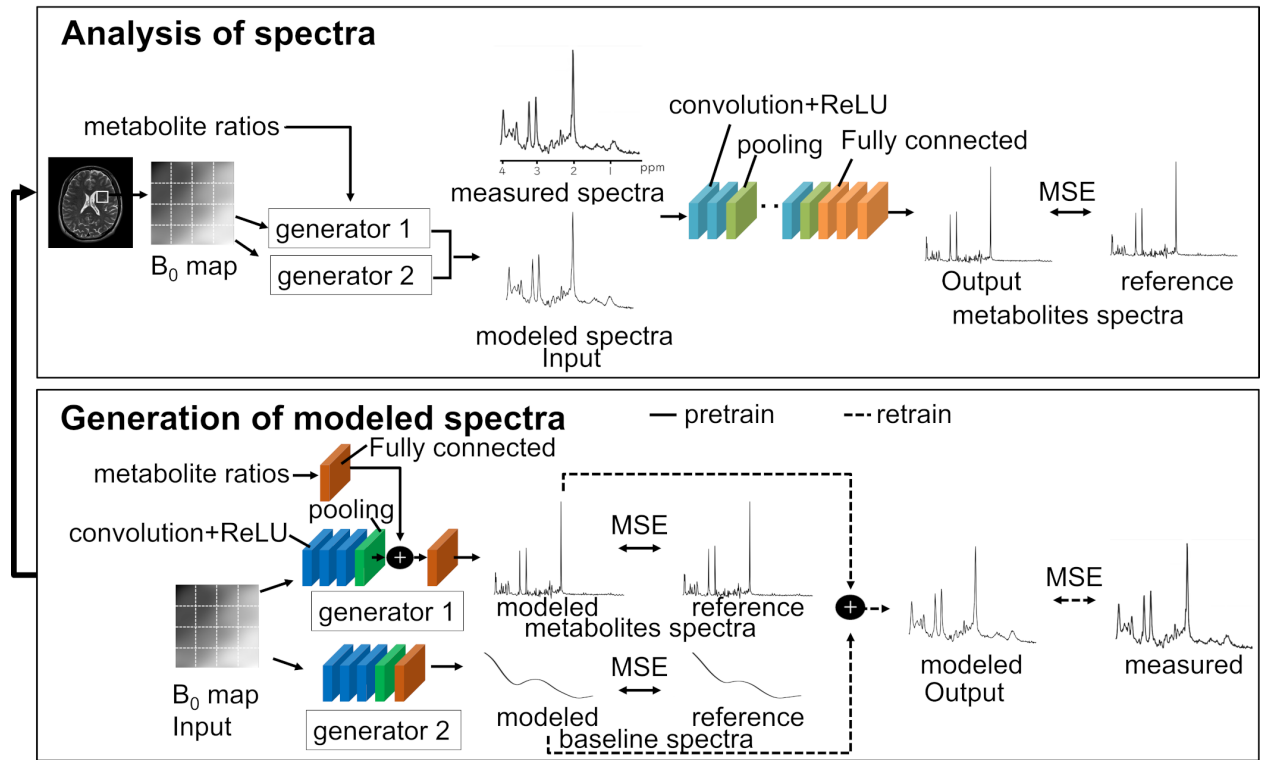 Analysis of spectra
metabolite ratios
B0 map
generator 1
generator 2
4 3 2 1 ppm
measured spectra
modeled spectra
Input
convolution+ReLU
pooling
Fully connected
MSE
Output
reference
metabolites spectra
Generation of modeled spectra
pretrain
retrain
Fully connected
metabolite ratios
pooling
convolution+ReLU
+
generator 1
MSE
modeled
reference
metabolites spectra
B0 map
Input
generator 2
MSE
modeled
reference
baseline spectra
+
MSE
modeled
Output
measured